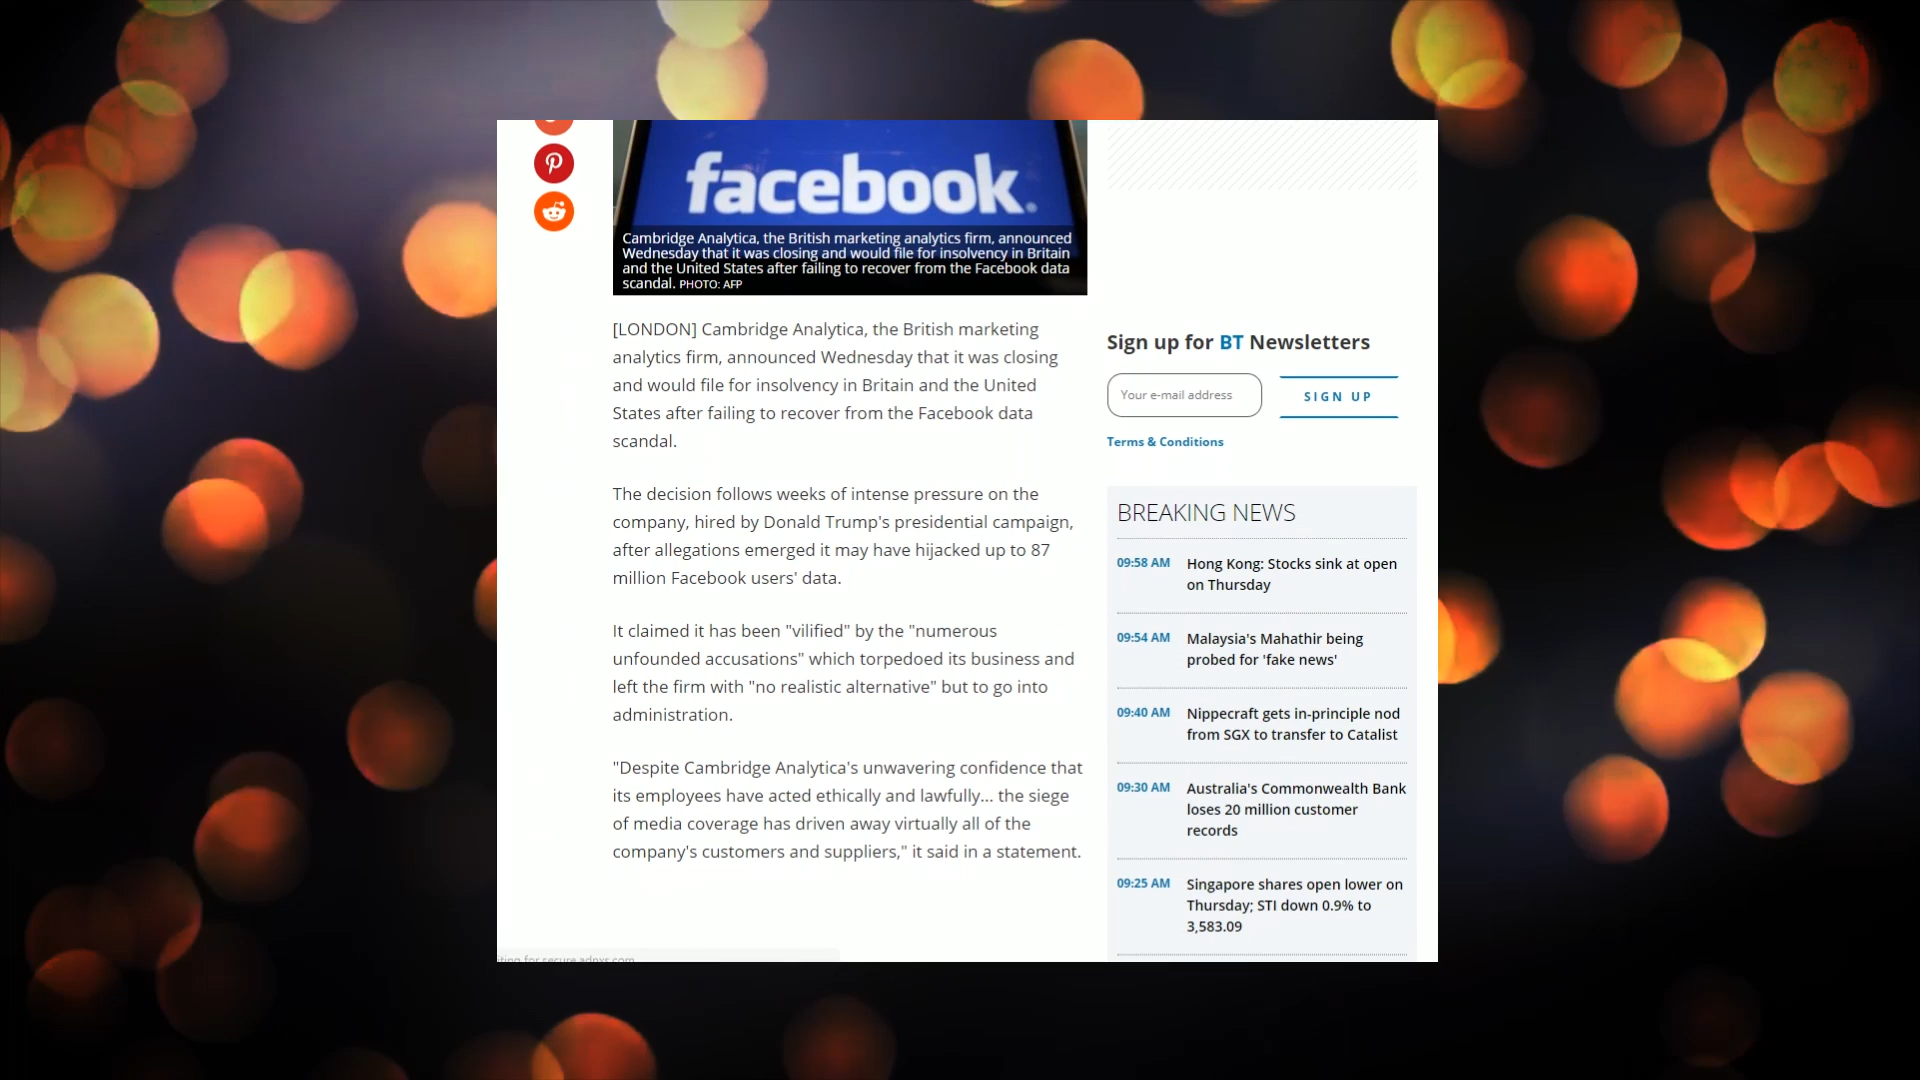 facebook.
Cambridge Analytica, the British marketing analytics firm, announced
Wednesday that it was closing and would file for insolvency in Britain
and the United States after failing to recover from the Facebook data
scandal. PHOTO: AFP
[LONDON] Cambridge Analytica, the British marketing
analytics firm, announced Wednesday that it was closing
and would file for insolvency in Britain and the United
States after failing to recover from the Facebook data
scandal.
The decision follows weeks of intense pressure on the
company, hired by Donald Trump's presidential campaign,
after allegations emerged it may have hijacked up to 87
million Facebook users' data.
It claimed it has been "vilified" by the "numerous
unfounded accusations" which torpedoed its business and
left the firm with "no realistic alternative" but to go into
administration.
"Despite Cambridge Analytica's unwavering confidence that
its employees have acted ethically and lawfully... the siege
of media coverage has driven away virtually all of the
company's customers and suppliers," it said in a statement.
Sign up for BT Newsletters
Your e-mail address
SIGN UP
Terms & Conditions
BREAKING NEWS
09:58 AM Hong Kong: Stocks sink at open
on Thursday
09:54 AM Malaysia's Mahathir being
probed for 'fake news'
09:40 AM Nippecraft gets in-principle nod
from SGX to transfer to Catalist
09:30 AM Australia's Commonwealth Bank
loses 20 million customer
records
09:25 AM Singapore shares open lower on
Thursday; STI down 0.9% to
3,583.09